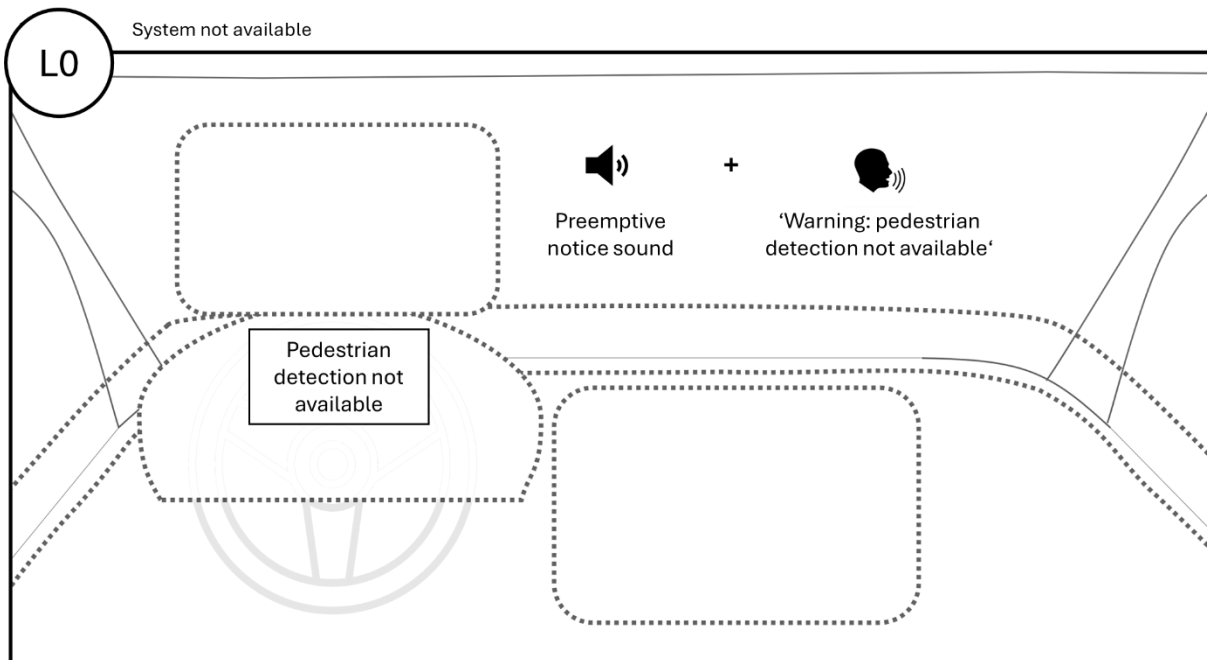 System not available
L0
+
Preemptive
notice sound
‘Warning: pedestrian
detection not available‘
Pedestrian
detection not
available